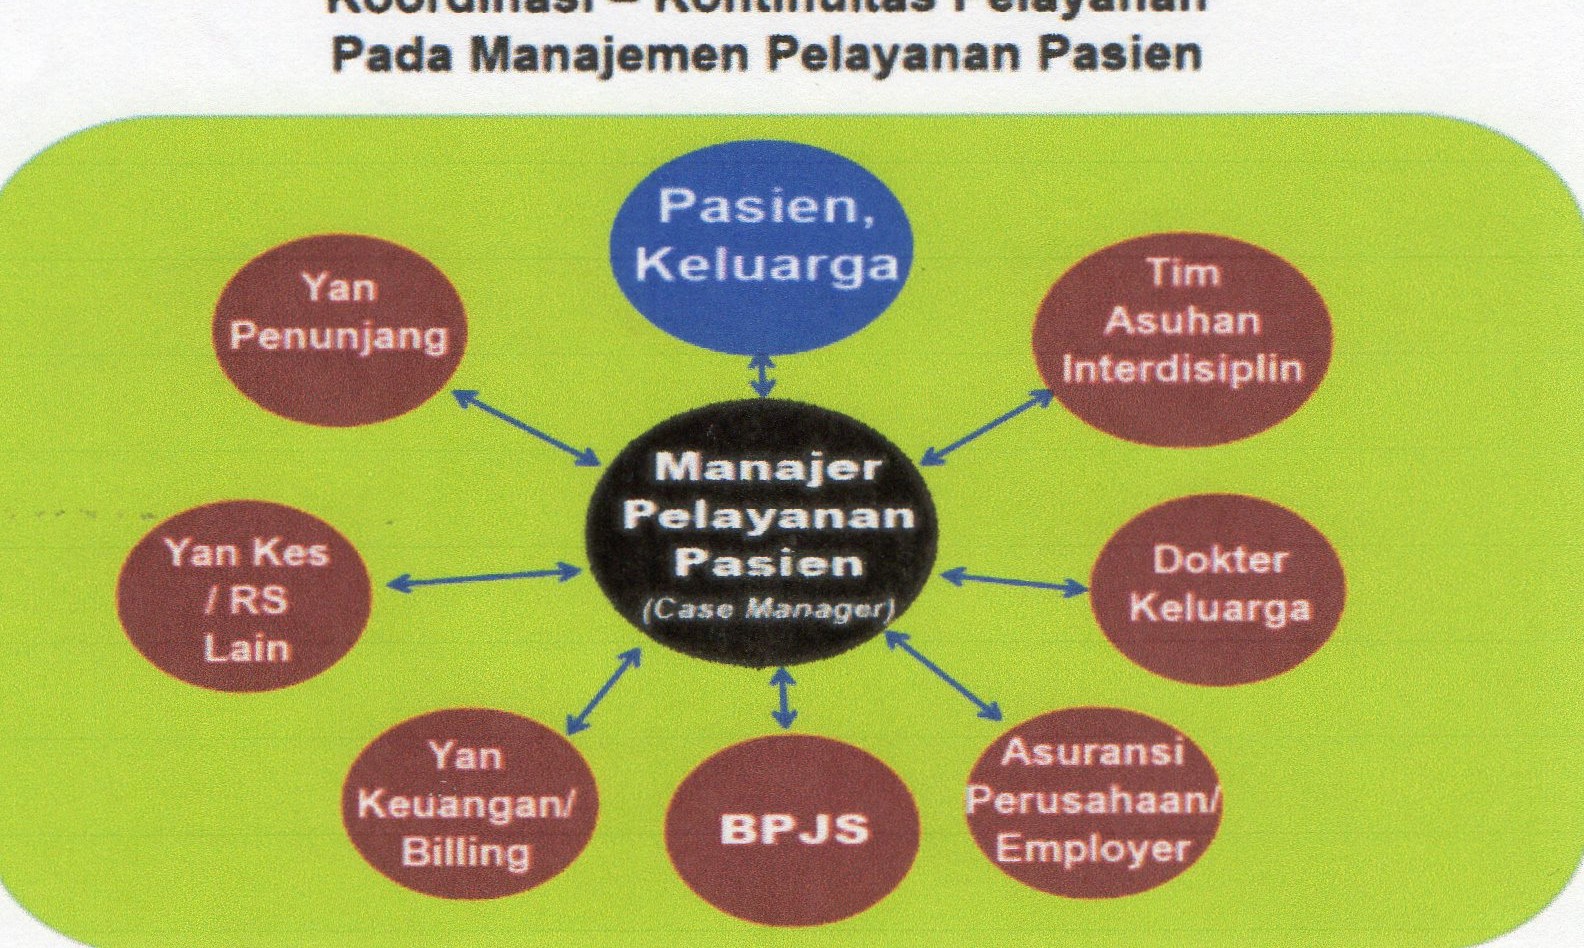 Koordinasi – Kontinuitas Pelayanan
Pada Manajemen Pelayanan Pasien
Pasien,
Keluarga
Yan
Penunjang
Tim
Asuhan
Interdisiplin
Manajer
Pelayanan
Pasien
(Case Manager)
Yan Kes
/ RS
Lain
Dokter
Keluarga
Yan
Keuangan/
Billing
BPJS
Asuransi
Perusahaan/
Employer